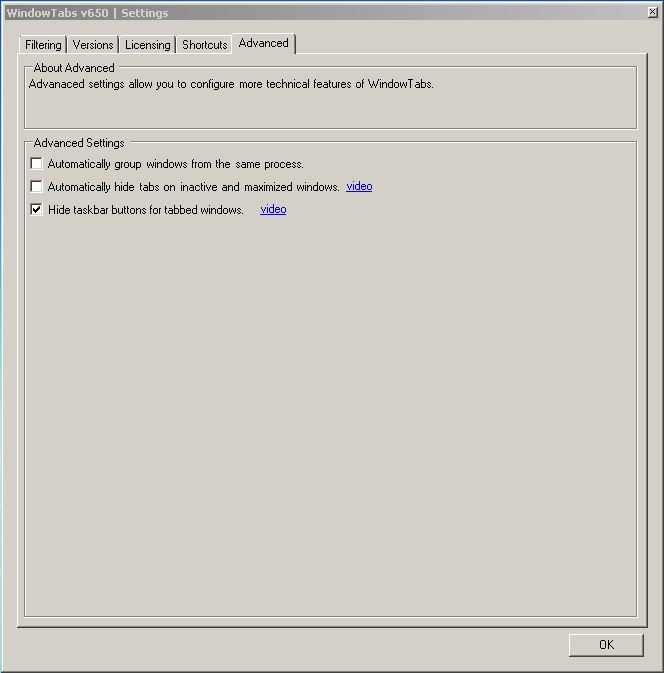 WindowTabs v650 | Settings
Filtering Versions Licensing Shortcuts Advanced
About Advanced
Advanaced settings allow you to configure more technical features of WindowTabs.
Advanced Settings
Automatically group windows from the same process.
Automatically hide tabs on inactive and maximized windows. video
Hide taskbar buttons for tabbed windows. video
OK